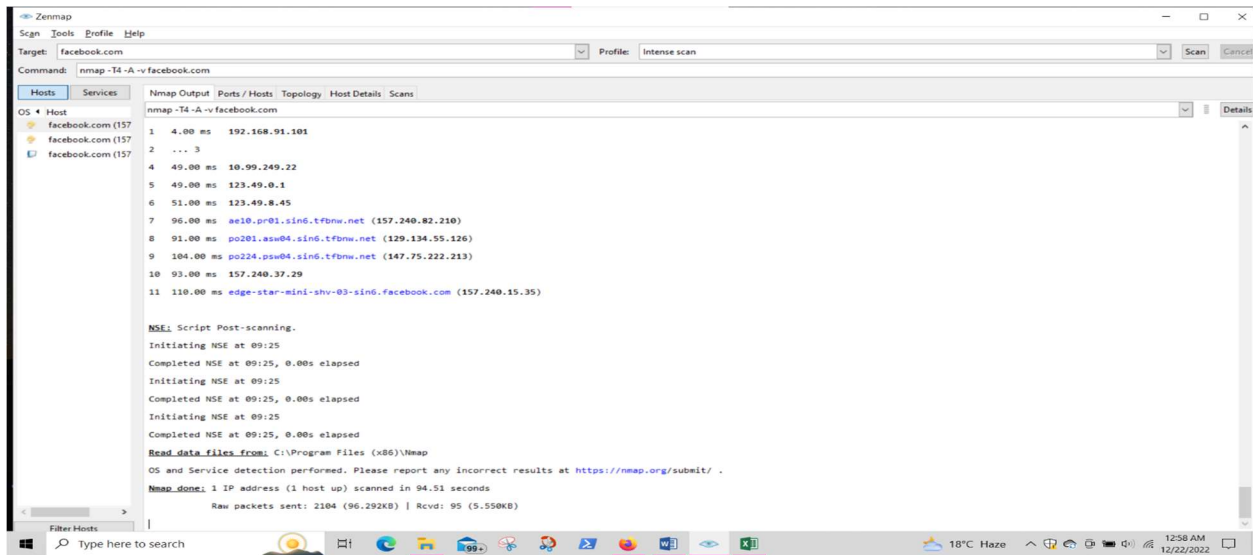 Zenmap
Scan Tools Profile Help
Target: facebook.com Profile: Intense scan Scan Cancel
Command: nmap -T4 -A -v facebook.com
Hosts Services Nmap Output Ports / Hosts Topology Host Details Scans
OS Host nmap -T4 -A -v facebook.com Details
facebook.com (157
facebook.com (157
facebook.com (157
1 4.00 ms 192.168.91.101
2 ... 3
4 49.00 ms 10.99.249.22
5 49.00 ms 123.49.0.1
6 51.00 ms 123.49.8.45
7 96.00 ms ae10.pr01.sin6.tfbnw.net (157.240.82.210)
8 91.00 ms po201.asw04.sin6.tfbnw.net (129.134.55.126)
9 104.00 ms po224.psw04.sin6.tfbnw.net (147.75.222.213)
10 93.00 ms 157.240.37.29
11 110.00 ms edge-star-mini-shv-03-sin6.facebook.com (157.240.15.35)
NSE: Script Post-scanning.
Initiating NSE at 09:25
Completed NSE at 09:25, 0.00s elapsed
Initiating NSE at 09:25
Completed NSE at 09:25, 0.00s elapsed
Initiating NSE at 09:25
Completed NSE at 09:25, 0.00s elapsed
Read data files from: C:\Program Files (x86)\Nmap
OS and Service detection performed. Please report any incorrect results at https://nmap.org/submit/ .
Nmap done: 1 IP address (1 host up) scanned in 94.51 seconds
Raw packets sent: 2104 (96.292KB) | Rcvd: 95 (5.550KB)
Filter Hosts
Type here to search 99+ 18°C Haze 12:58 AM
12/22/2022